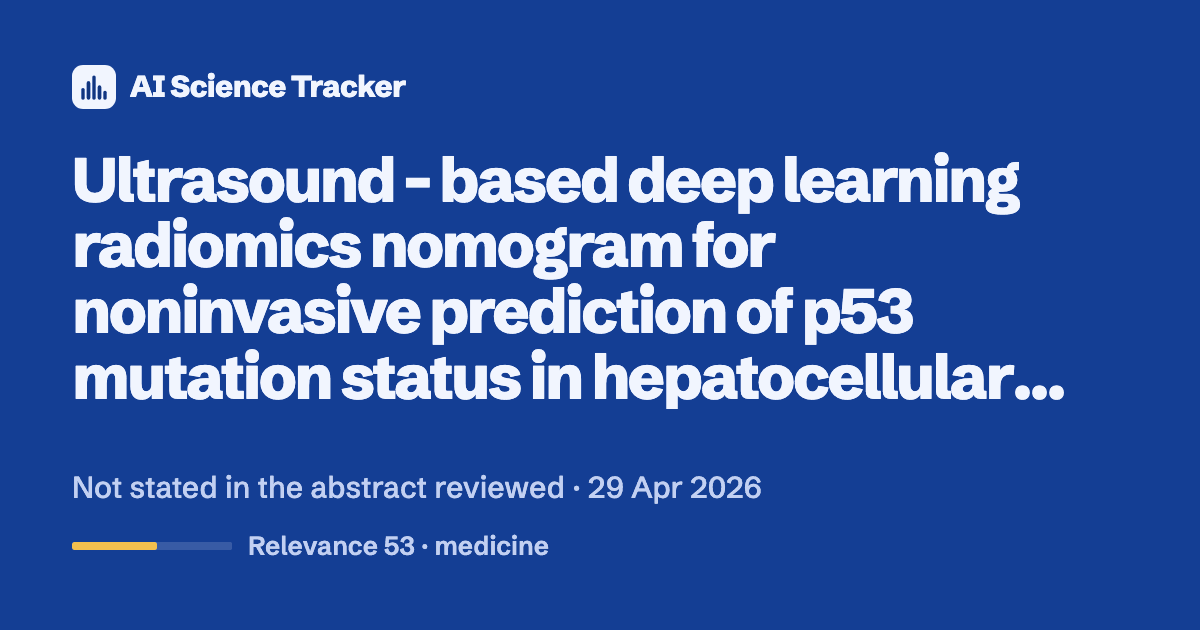 AI Science Tracker
Ultrasound - based deep learning
radiomics nomogram for
noninvasive prediction of p53
mutation status in hepatocellular...
Not stated in the abstract reviewed · 29 Apr 2026
Relevance 53 · medicine